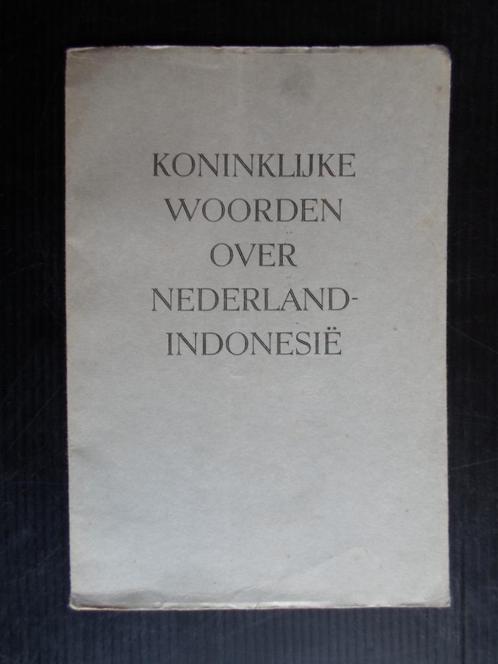 KONINKLIJKE
WOORDEN
OVER
NEDERLAND-
INDONESIË